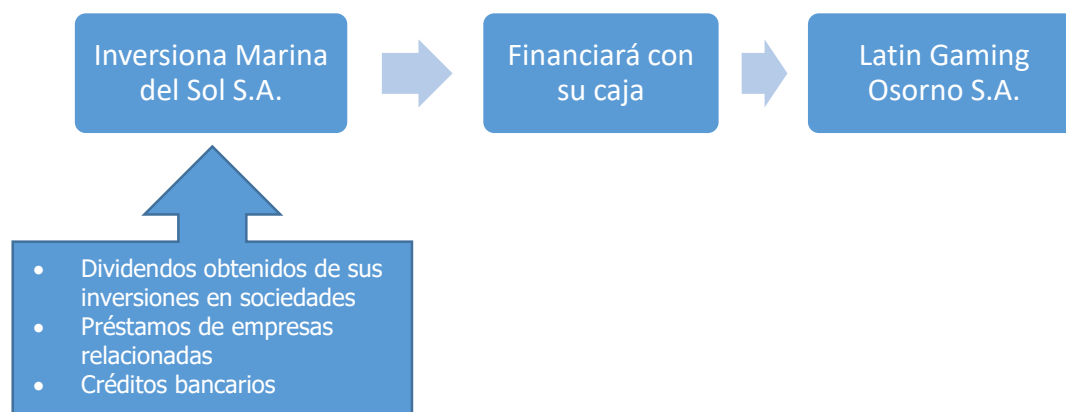 Inversiona Marina
del Sol S.A.
Financiará con
su caja
Latin Gaming
Osorno S.A.
• Dividendos obtenidos de sus
inversiones en sociedades
• Préstamos de empresas
relacionadas
• Créditos bancarios